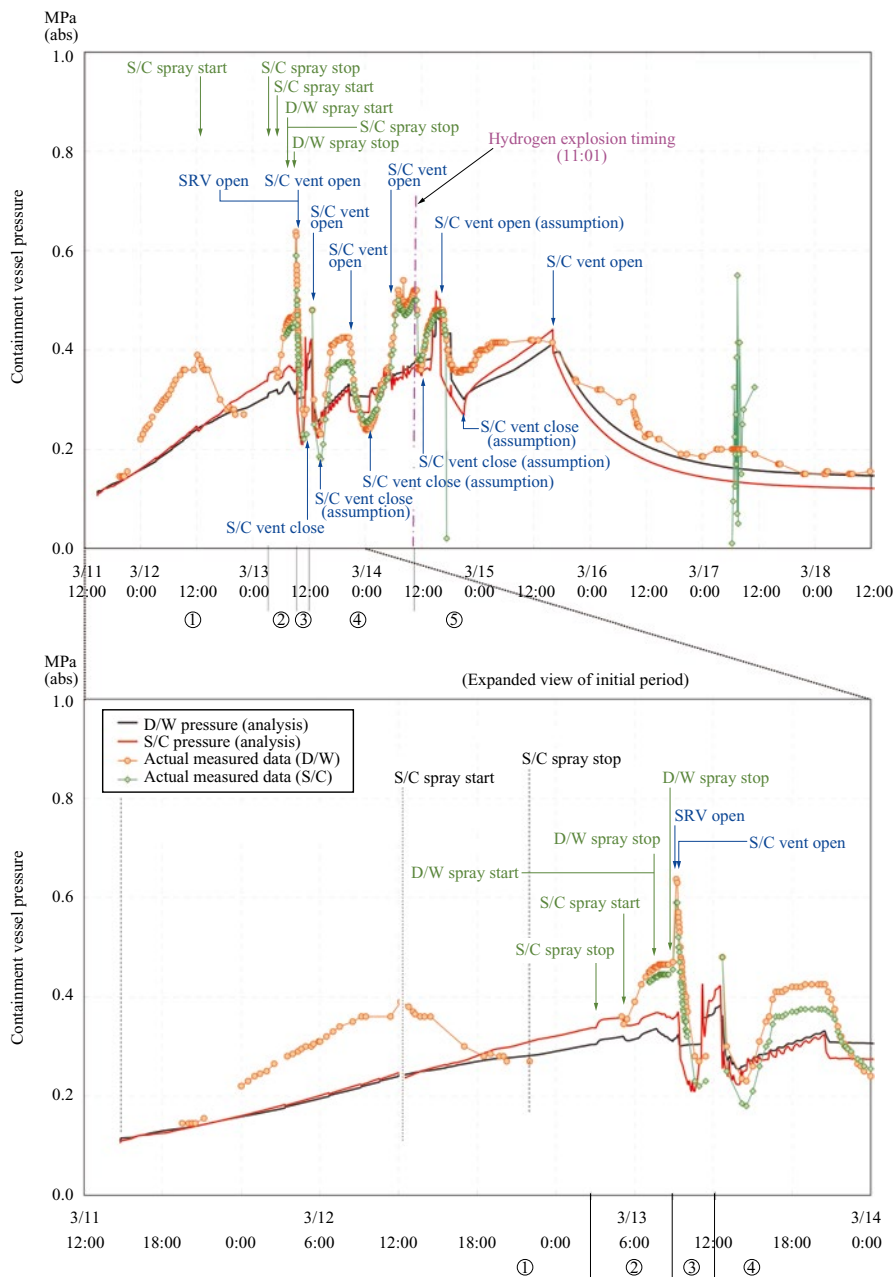 MPa
(abs)
1.0
0.8
0.6
0.4
0.2
0.0
Containment vessel pressure
S/C spray start
S/C spray stop
S/C spray start
D/W spray start
S/C spray stop
D/W spray stop
Hydrogen explosion timing
(11:01)
SRV open
S/C vent open
S/C vent
open
S/C vent
open
S/C vent
open
S/C vent open (assumption)
S/C vent open
S/C vent close
(assumption)
S/C vent close (assumption)
S/C vent close (assumption)
S/C vent close
(assumption)
S/C vent close
3/11 3/12 3/13 3/14 3/15 3/16 3/17 3/18
12:00 0:00 12:00 0:00 12:00 0:00 12:00 0:00 12:00 0:00 12:00 0:00 12:00 0:00 12:00
① ② ③ ④ ⑤
MPa
(abs)
(Expanded view of initial period)
1.0
0.8
0.6
0.4
0.2
0.0
Containment vessel pressure
D/W pressure (analysis)
S/C pressure (analysis)
Actual measured data (D/W)
Actual measured data (S/C)
S/C spray start
S/C spray stop
D/W spray stop
SRV open
S/C vent open
D/W spray stop
D/W spray start
S/C spray start
S/C spray stop
3/11 3/12 3/13 3/14
12:00 18:00 0:00 6:00 12:00 18:00 0:00 6:00 12:00 18:00 0:00
① ② ③ ④